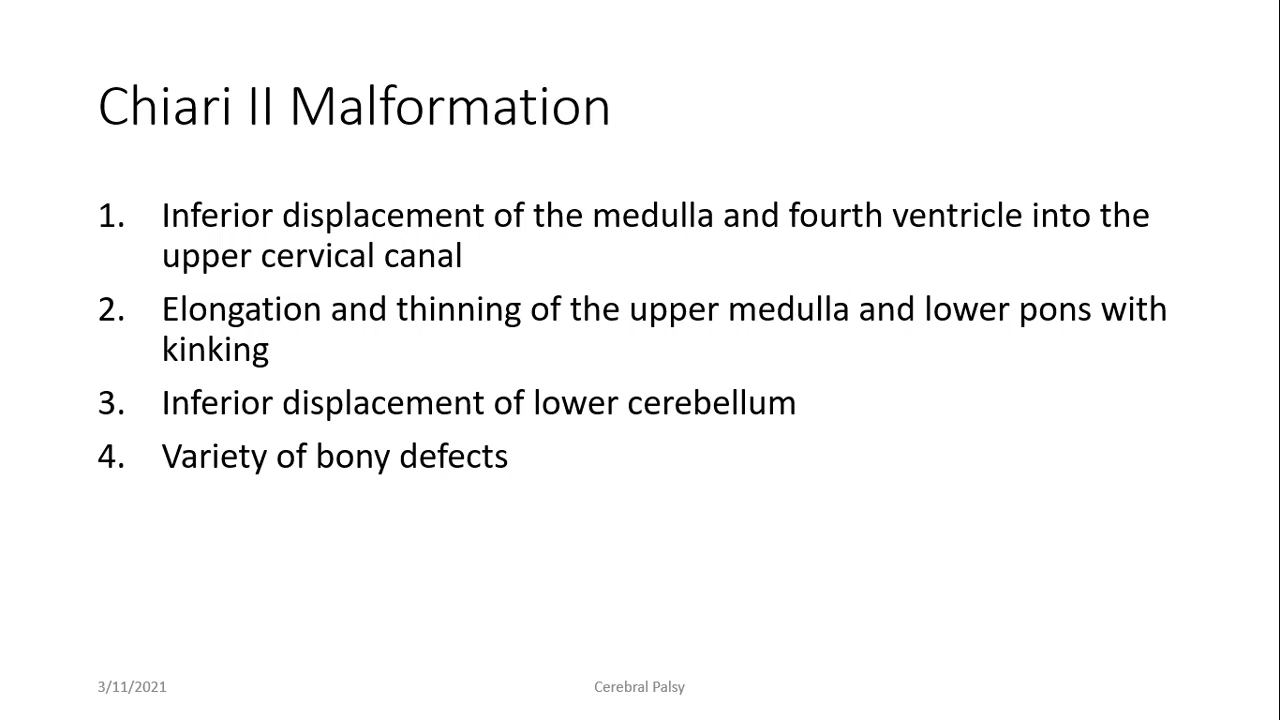 Chiari II Malformation
1. Inferior displacement of the medulla and fourth ventricle into the
upper cervical canal
2. Elongation and thinning of the upper medulla and lower pons with
kinking
3. Inferior displacement of lower cerebellum
4. Variety of bony defects
3/11/2021
Cerebral Palsy